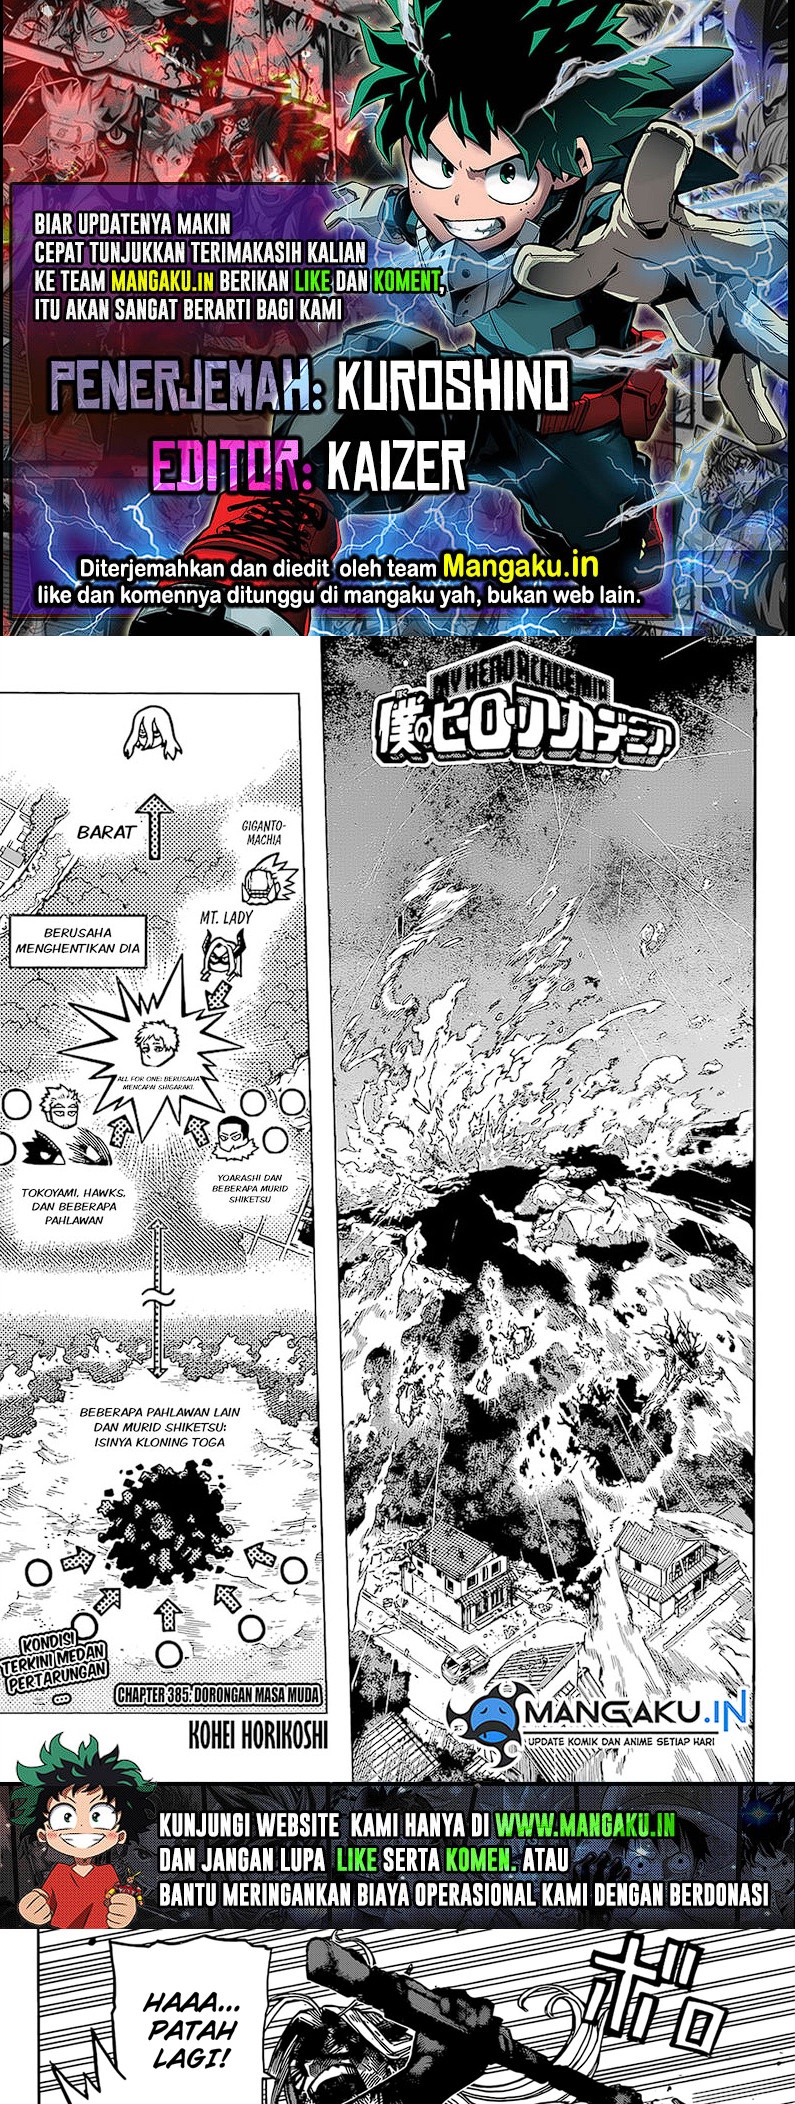 BIAR UPDATENYA MAKIN
CEPAT TUNJUKKAN TERIMAKASIH KALIAN
KE TEAM MANGAKU.IN BERIKAN LIKE DAN KOMENT,
ITU AKAN SANGAT BERARTI BAGI KAMI
PENERJEMAH: KUROSHINO
EDITOR: KAIZER
Diterjemahkan dan diedit oleh team Mangaku.in
like dan komennya ditunggu di mangaku yah, bukan web lain.
MY HERO ACADEMIA
僕のヒーローアカデミア
BARAT
GIGANTO-
MACHIA
MT. LADY
BERUSAHA
MENGHENTIKAN DIA
ALL FOR ONE: BERUSAHA
MENCAPAI SHIGARAKI.
TOKOYAMI, HAWKS,
DAN BEBERAPA
PAHLAWAN
YOARASHI DAN
BEBERAPA MURID
SHIKETSU
BEBERAPA PAHLAWAN LAIN
DAN MURID SHIKETSU:
ISINYA KLONING TOGA
KONDISI
TERKINI MEDAN
PERTARUNGAN
CHAPTER 385: DORONGAN MASA MUDA
KOHEI HORIKOSHI
MANGAKU.IN
UPDATE KOMIK DAN ANIME SETIAP HARI
KUNJUNGI WEBSITE KAMI HANYA DI WWW.MANGAKU.IN
DAN JANGAN LUPA LIKE SERTA KOMEN. ATAU
BANTU MERINGANKAN BIAYA OPERASIONAL KAMI DENGAN BERDONASI
HAAA...
PATAH
LAGI!
ボロ